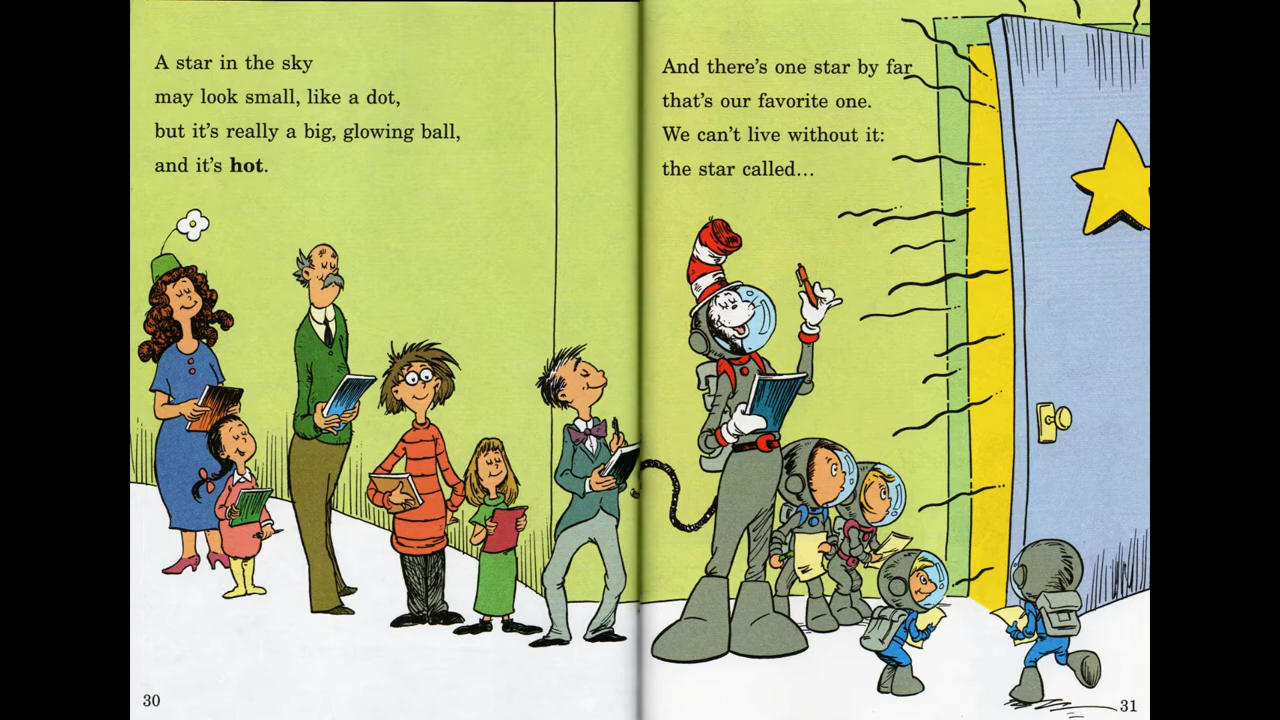 A star in the sky
may look small, like a dot,
but it's really a big, glowing ball,
and it's hot.
30
And there's one star by far
that's our favorite one.
We can't live without it:
the star called…
31